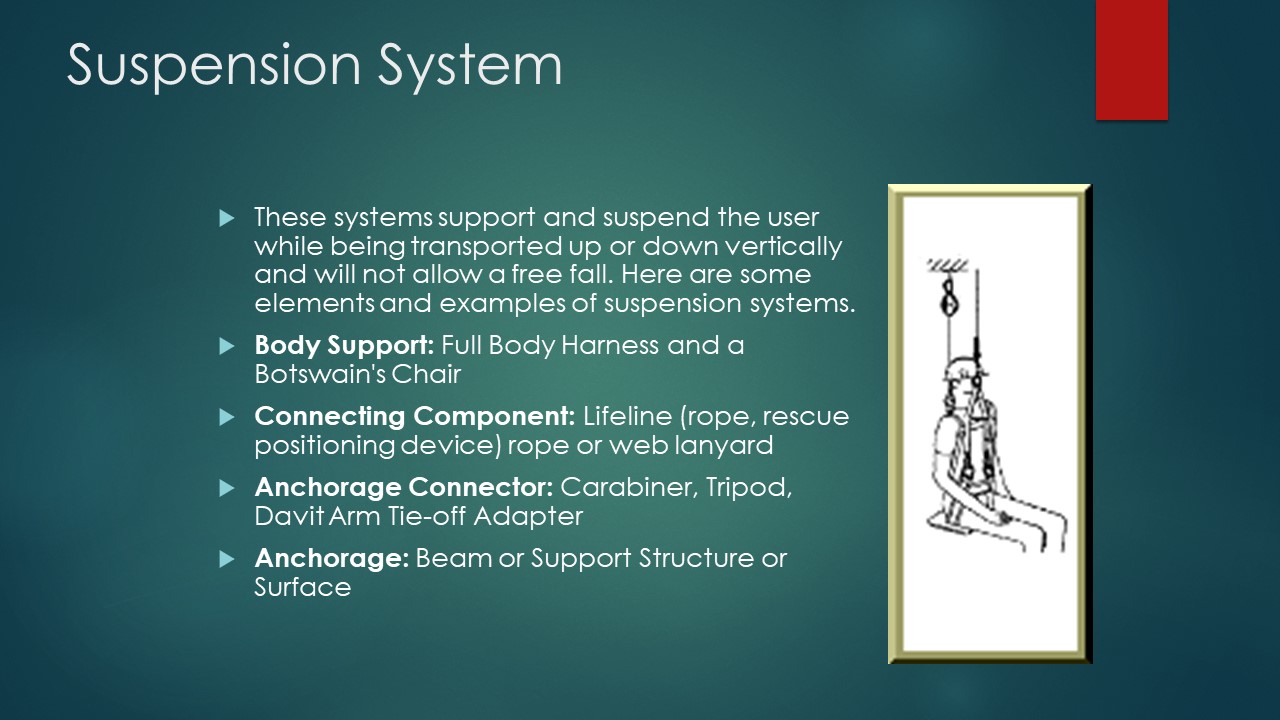 Suspension System
These systems support and suspend the user
while being transported up or down vertically
and will not allow a free fall. Here are some
elements and examples of suspension systems.
Body Support: Full Body Harness and a
Botswain's Chair
Connecting Component: Lifeline (rope, rescue
positioning device) rope or web lanyard
Anchorage Connector: Carabiner, Tripod,
Davit Arm Tie-off Adapter
Anchorage: Beam or Support Structure or
Surface